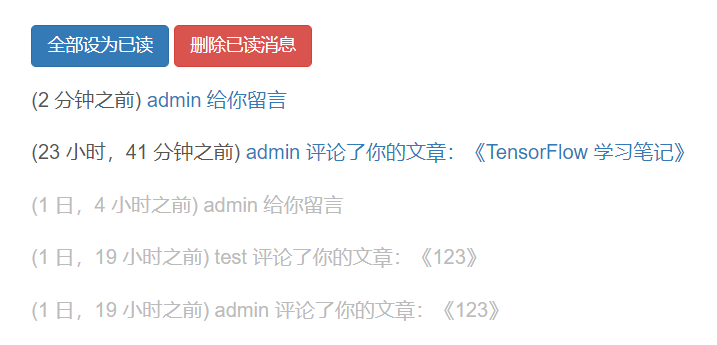 全部设为已读 删除已读消息
(2 分钟之前) admin 给你留言
(23 小时，41 分钟之前) admin 评论了你的文章：《TensorFlow 学习笔记》
(1 日，4 小时之前) admin 给你留言
(1 日，19 小时之前) test 评论了你的文章：《123》
(1 日，19 小时之前) admin 评论了你的文章：《123》